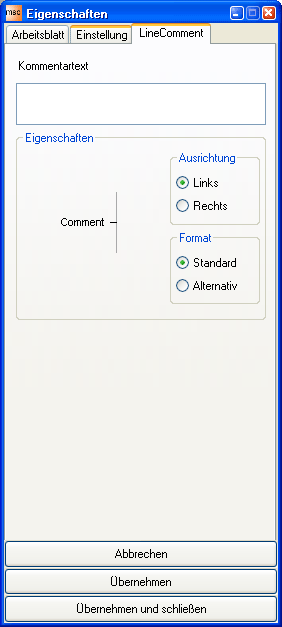 msc Eigenschaften
Arbeitsblatt Einstellung LineComment
Kommentartext
Eigenschaften
Ausrichtung
Links
Comment
Rechts
Format
Standard
Alternativ
Abbrechen
Übernehmen
Übernehmen und schließen